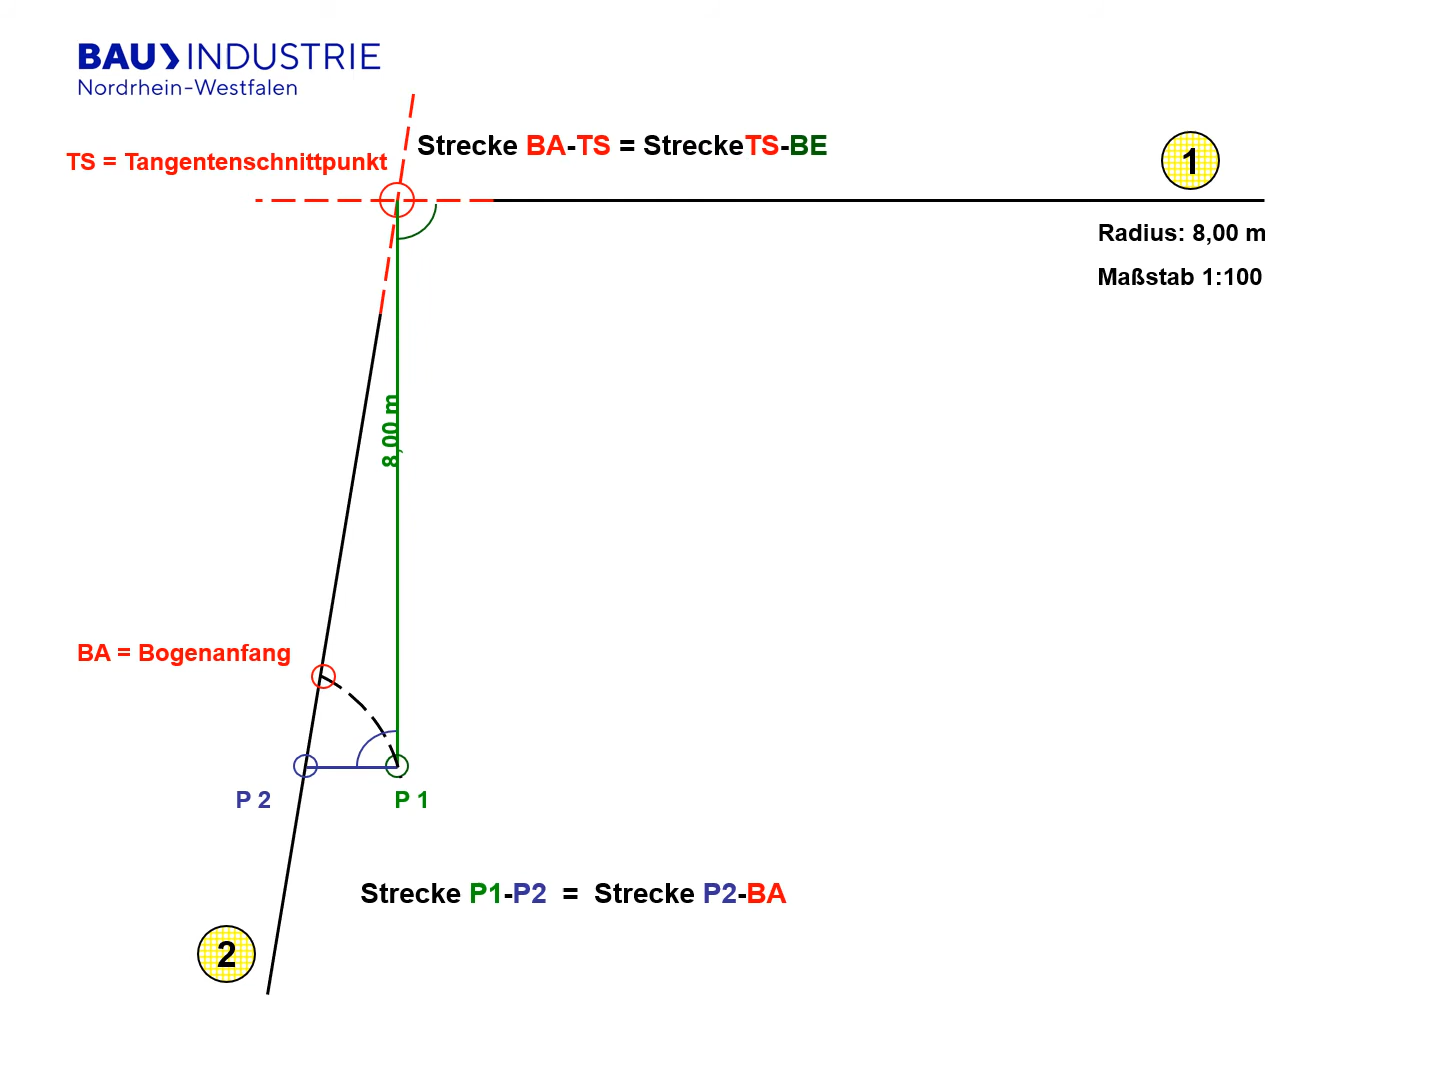 BAU INDUSTRIE
Nordrhein-Westfalen
Strecke BA-TS = StreckeTS-BE
TS = Tangentenschnittpunkt
1
Radius: 8,00 m
Maßstab 1:100
8,00 m
BA = Bogenanfang
P 2
P 1
Strecke P1-P2 = Strecke P2-BA
2